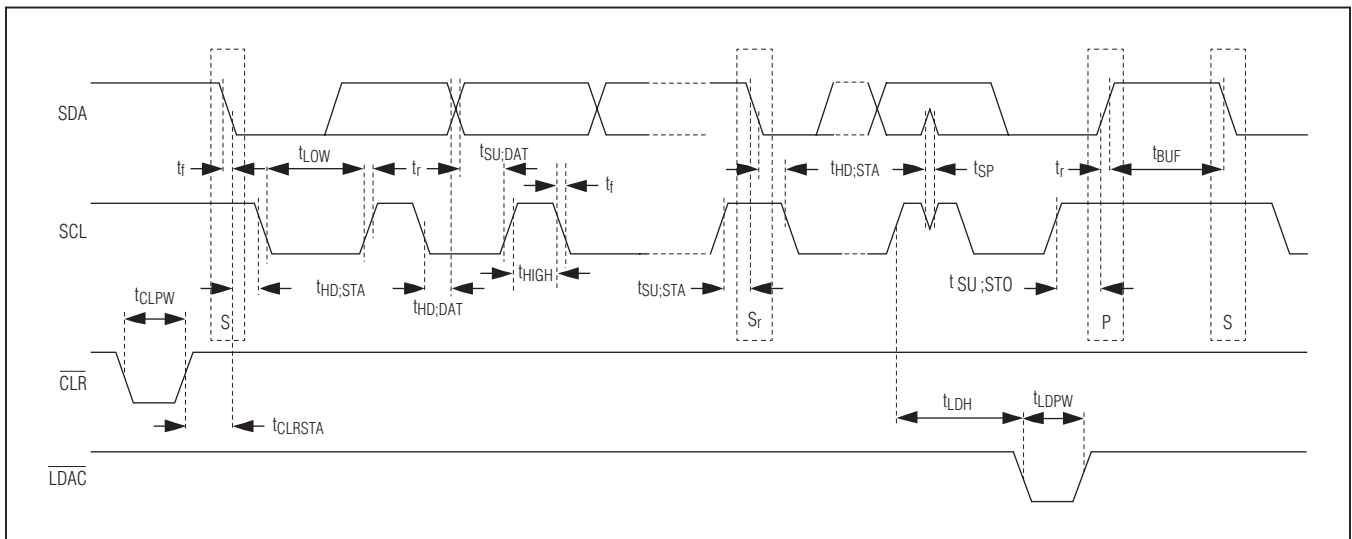 SDA
tf
tLOW
tr
tSU;DAT
tf
tHD;STA
tSP
tr
tBUF
SCL
tHD;STA
tHD;DAT
tHIGH
tSU;STA
t SU ;STO
tCLPW
S
Sr
P
S
CLR
tCLRSTA
tLDH
tLDPW
LDAC